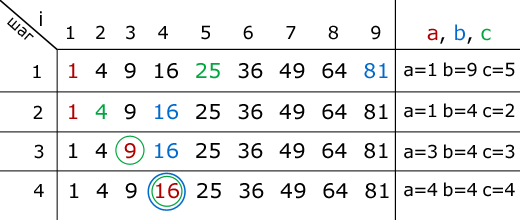 шаг i 1 2 3 4 5 6 7 8 9 a, b, c
1 1 4 9 16 25 36 49 64 81 a=1 b=9 c=5
2 1 4 9 16 25 36 49 64 81 a=1 b=4 c=2
3 1 4 9 16 25 36 49 64 81 a=3 b=4 c=3
4 1 4 9 16 25 36 49 64 81 a=4 b=4 c=4